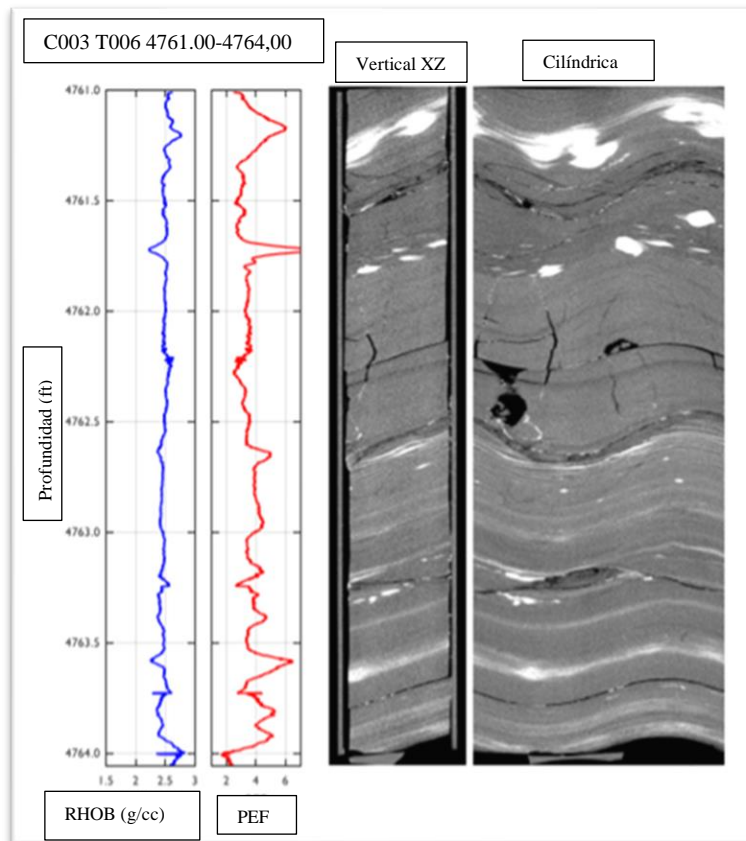 C003 T006 4761.00-4764,00
Vertical XZ
Cilíndrica
4761.0
4761.5
4762.0
4762.5
4763.0
4763.5
4764.0
Profundidad (ft)
1.5 2 2.5 3
2 4 6
RHOB (g/cc)
PEF